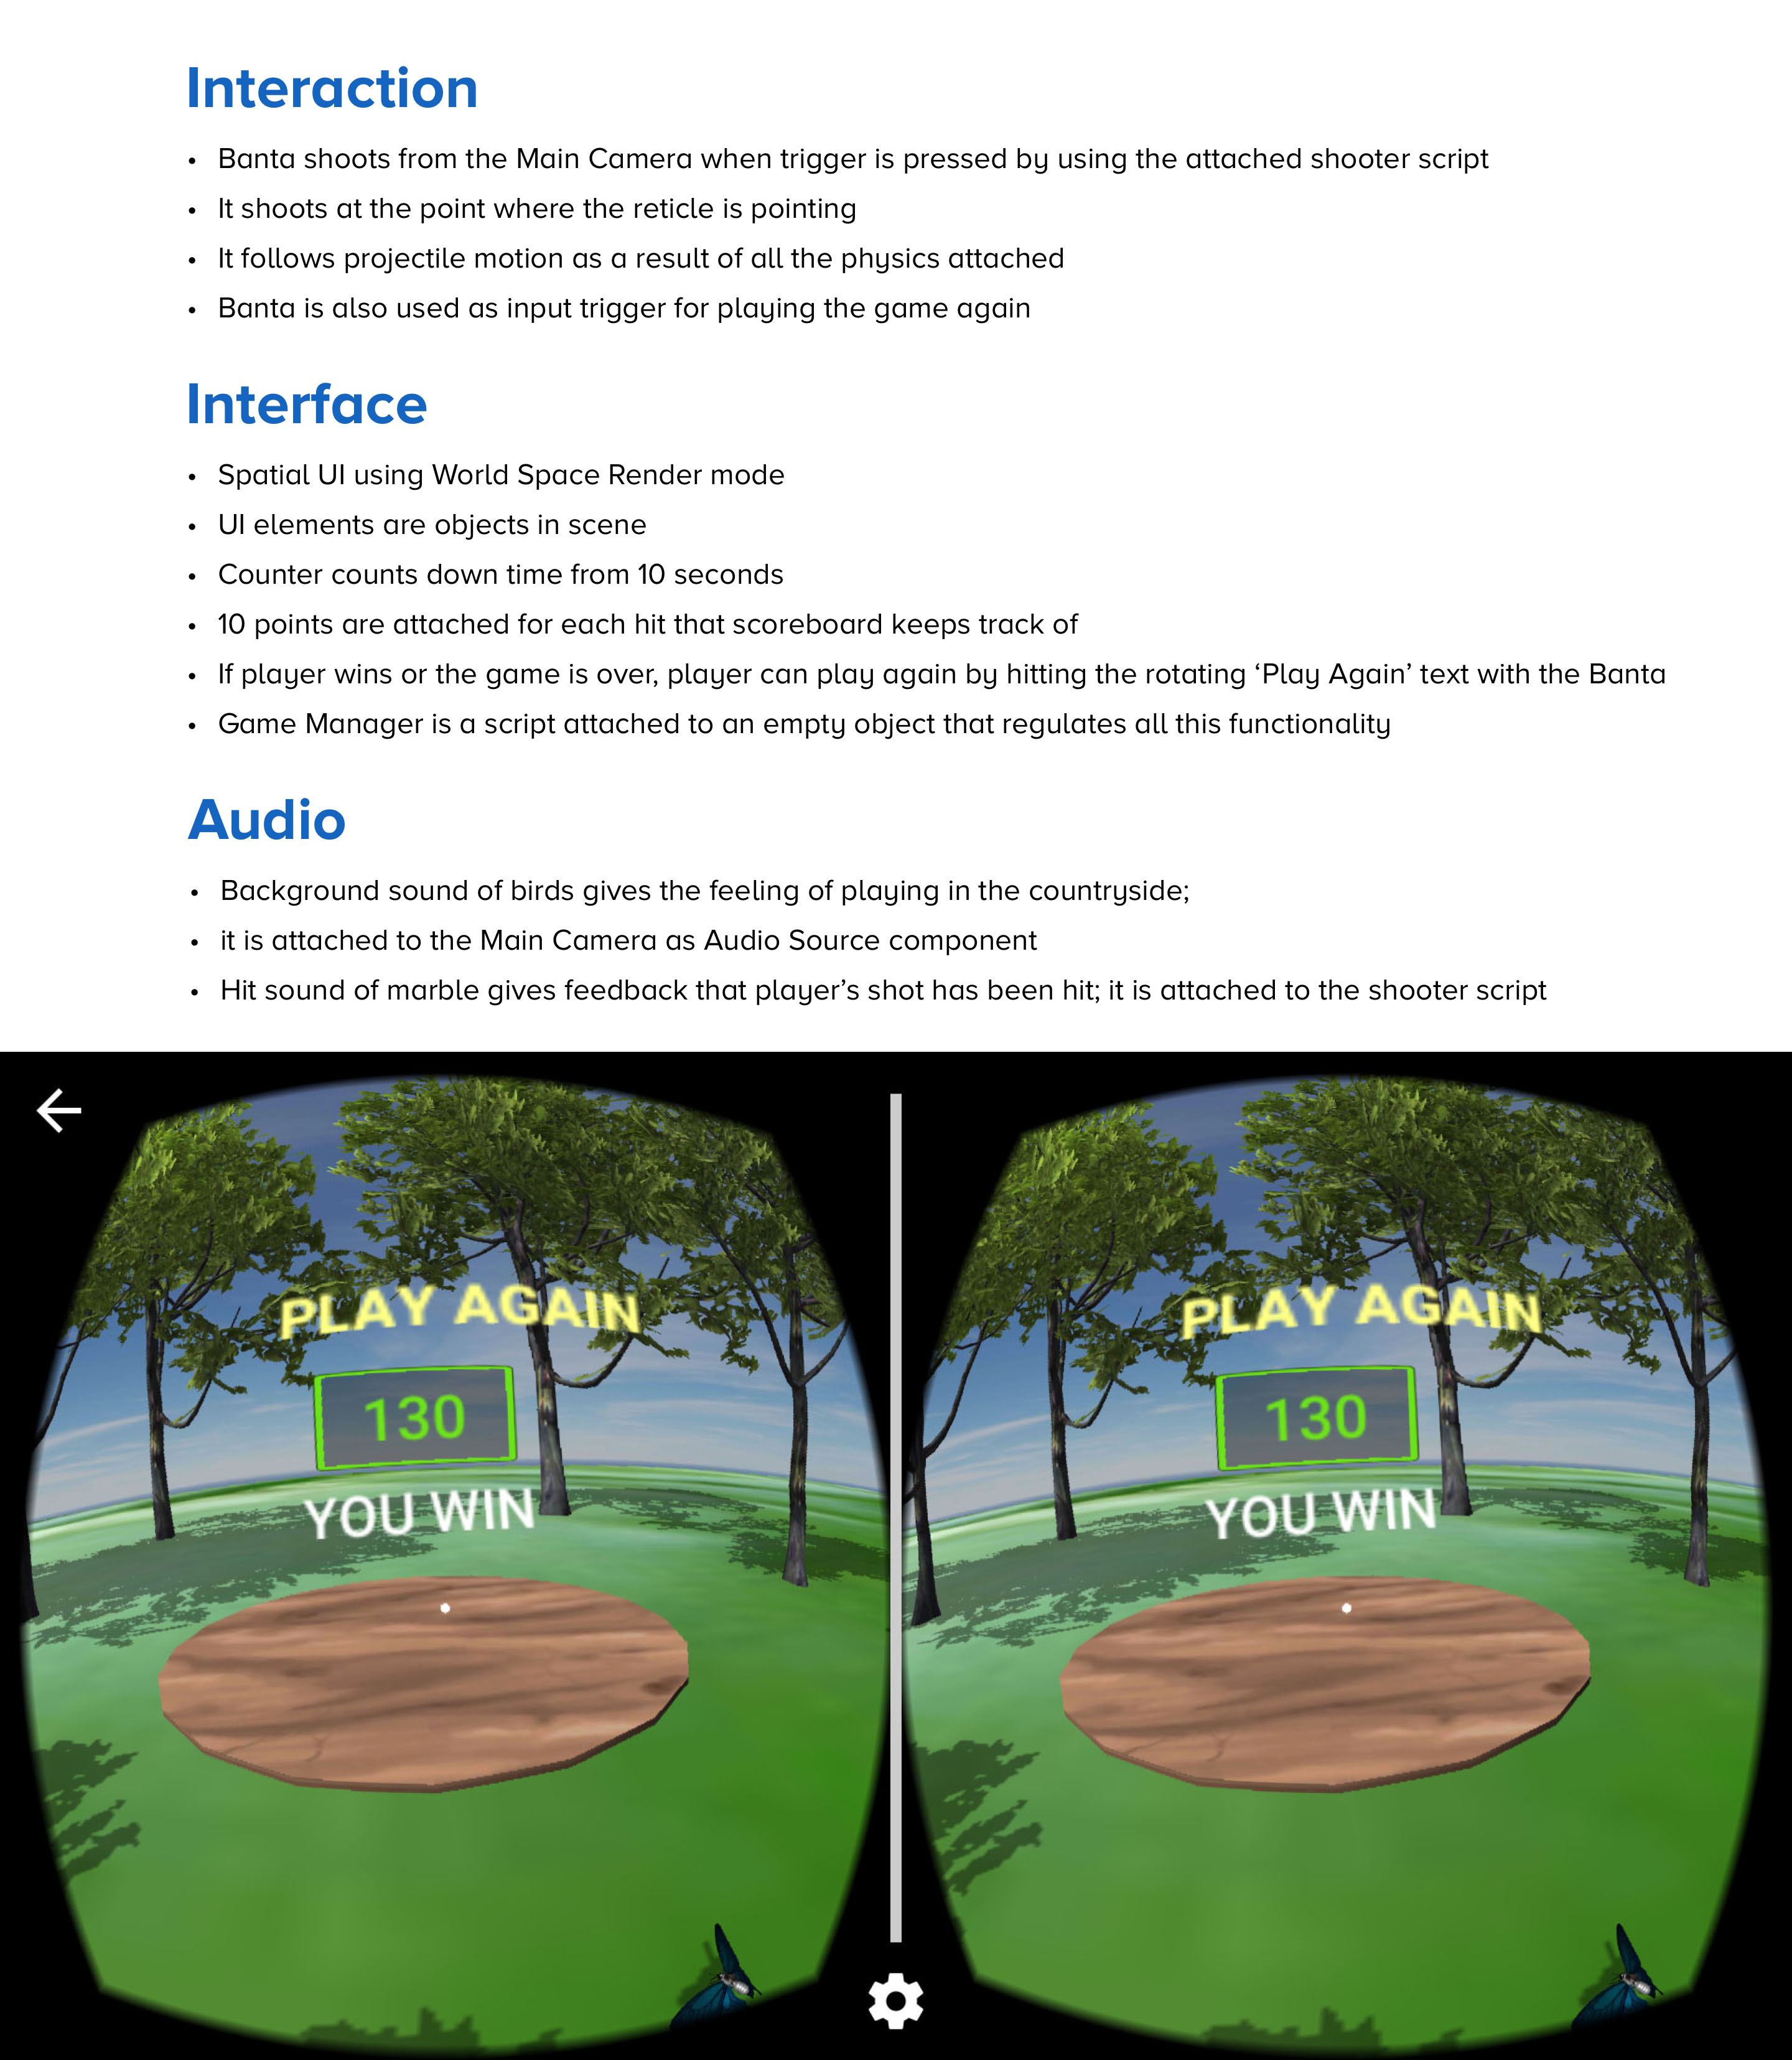 Interaction
• Banta shoots from the Main Camera when trigger is pressed by using the attached shooter script
• It shoots at the point where the reticle is pointing
• It follows projectile motion as a result of all the physics attached
• Banta is also used as input trigger for playing the game again
Interface
• Spatial UI using World Space Render mode
• UI elements are objects in scene
• Counter counts down time from 10 seconds
• 10 points are attached for each hit that scoreboard keeps track of
• If player wins or the game is over, player can play again by hitting the rotating ‘Play Again’ text with the Banta
• Game Manager is a script attached to an empty object that regulates all this functionality
Audio
• Background sound of birds gives the feeling of playing in the countryside;
• it is attached to the Main Camera as Audio Source component
• Hit sound of marble gives feedback that player’s shot has been hit; it is attached to the shooter script
PLAY AGAIN
130
YOU WIN
PLAY AGAIN
130
YOU WIN